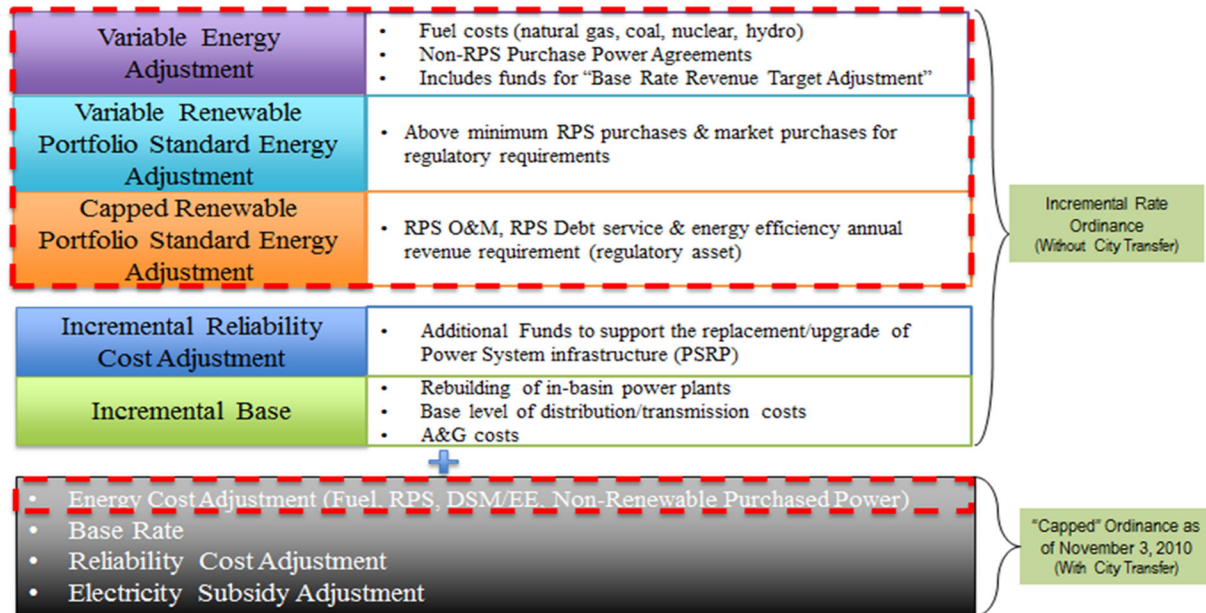 Variable Energy
Adjustment
• Fuel costs (natural gas, coal, nuclear, hydro)
• Non-RPS Purchase Power Agreements
• Includes funds for “Base Rate Revenue Target Adjustment”
Variable Renewable
Portfolio Standard Energy
Adjustment
• Above minimum RPS purchases & market purchases for
regulatory requirements
Capped Renewable
Portfolio Standard Energy
Adjustment
• RPS O&M, RPS Debt service & energy efficiency annual
revenue requirement (regulatory asset)
Incremental Rate
Ordinance
(Without City Transfer)
Incremental Reliability
Cost Adjustment
• Additional Funds to support the replacement/upgrade of
Power System infrastructure (PSRP)
Incremental Base
• Rebuilding of in-basin power plants
• Base level of distribution/transmission costs
• A&G costs
• Energy Cost Adjustment (Fuel, RPS, DSM/EE, Non-Renewable Purchased Power)
• Base Rate
• Reliability Cost Adjustment
• Electricity Subsidy Adjustment
“Capped” Ordinance as
of November 3, 2010
(With City Transfer)